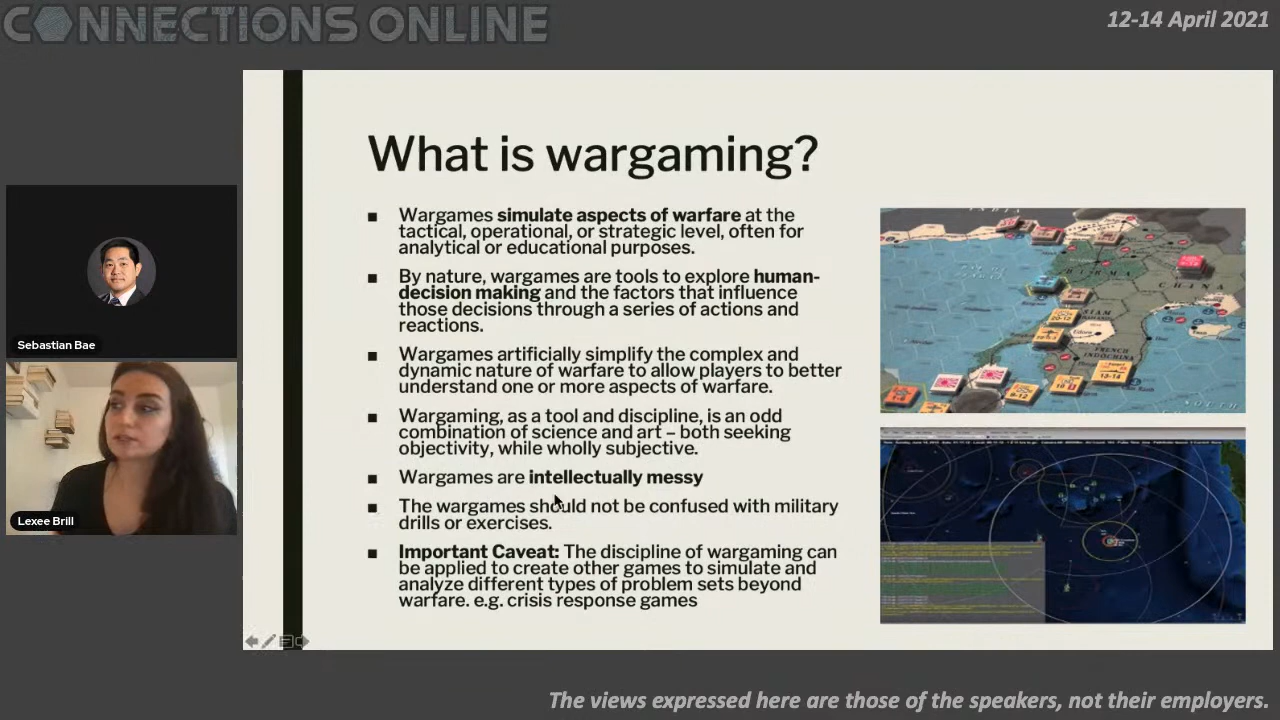 CONNECTIONS ONLINE
12-14 April 2021
What is wargaming?
■ Wargames simulate aspects of warfare at the
tactical, operational, or strategic level, often for
analytical or educational purposes.
■ By nature, wargames are tools to explore human-
decision making and the factors that influence
those decisions through a series of actions and
reactions.
■ Wargames artificially simplify the complex and
dynamic nature of warfare to allow players to better
understand one or more aspects of warfare.
■ Wargaming, as a tool and discipline, is an odd
combination of science and art – both seeking
objectivity, while wholly subjective.
■ Wargames are intellectually messy
■ The wargames should not be confused with military
drills or exercises.
■ Important Caveat: The discipline of wargaming can
be applied to create other games to simulate and
analyze different types of problem sets beyond
warfare. e.g. crisis response games
INDIA
BURMA
CHINA
SIAM
FRENCH
INDOCHINA
SOUTH
Sebastian Bae
Lexee Brill
The views expressed here are those of the speakers, not their employers.